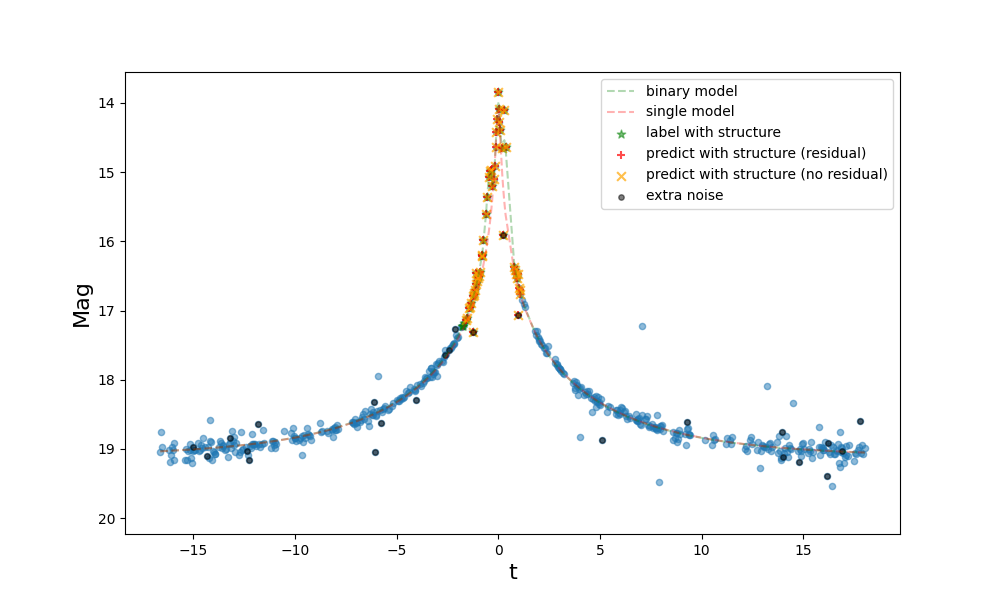 binary model
single model
label with structure
predict with structure (residual)
predict with structure (no residual)
extra noise
Mag
14
15
16
17
18
19
20
−15
−10
−5
0
5
10
15
t